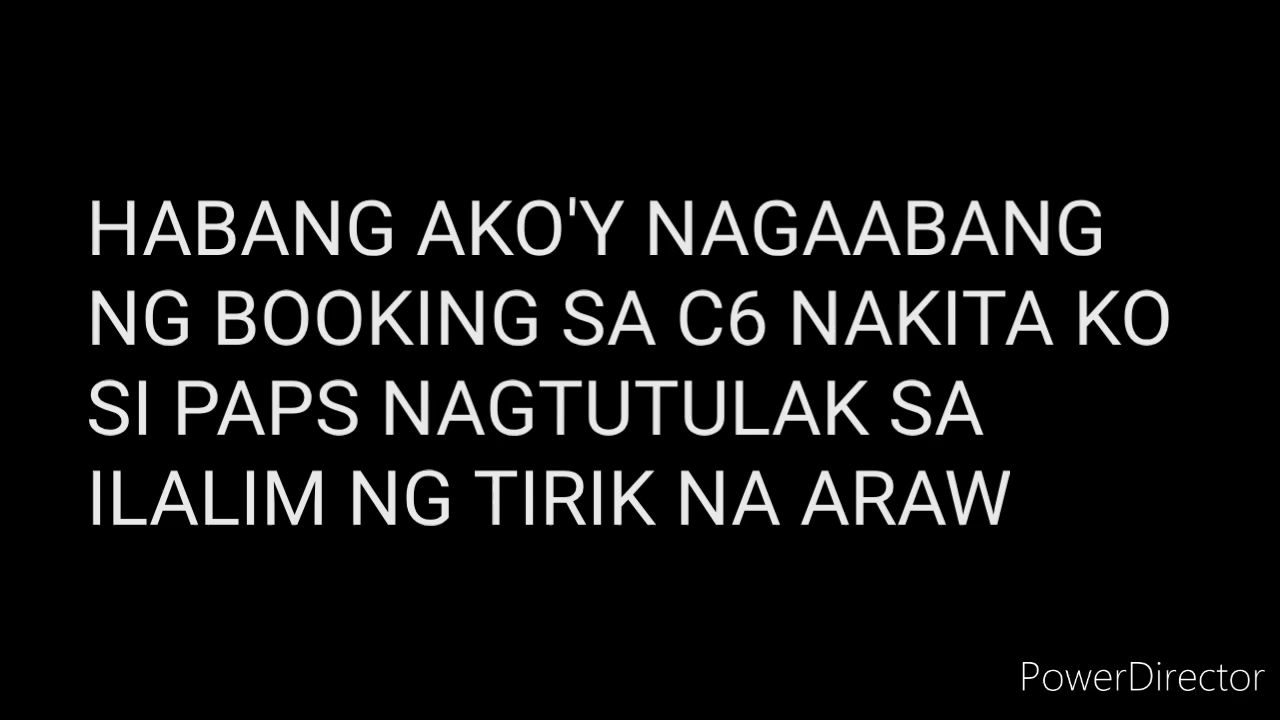 HABANG AKO'Y NAGAABANG
NG BOOKING SA C6 NAKITA KO
SI PAPS NAGTUTULAK SA
ILALIM NG TIRIK NA ARAW
PowerDirector